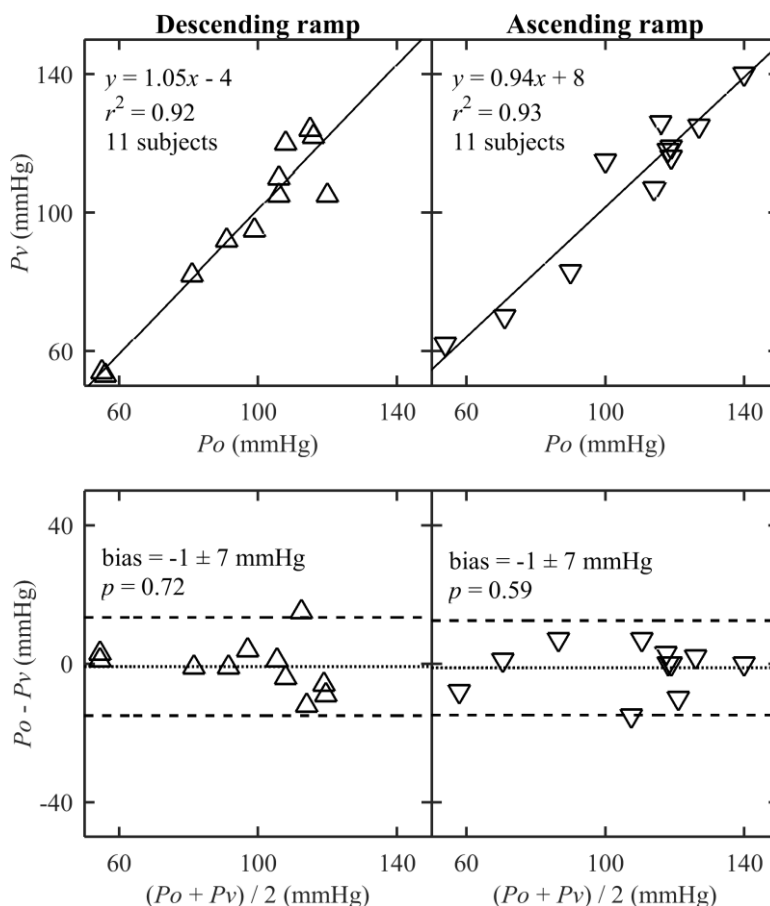 Descending ramp
Ascending ramp
y = 1.05x - 4
r² = 0.92
11 subjects
y = 0.94x + 8
r² = 0.93
11 subjects
Pv (mmHg)
140
100
60
60
100
140
60
100
140
Po (mmHg)
Po (mmHg)
Po - Pv (mmHg)
40
0
-40
bias = -1 ± 7 mmHg
p = 0.72
bias = -1 ± 7 mmHg
p = 0.59
60
100
140
60
100
140
(Po + Pv) / 2 (mmHg)
(Po + Pv) / 2 (mmHg)